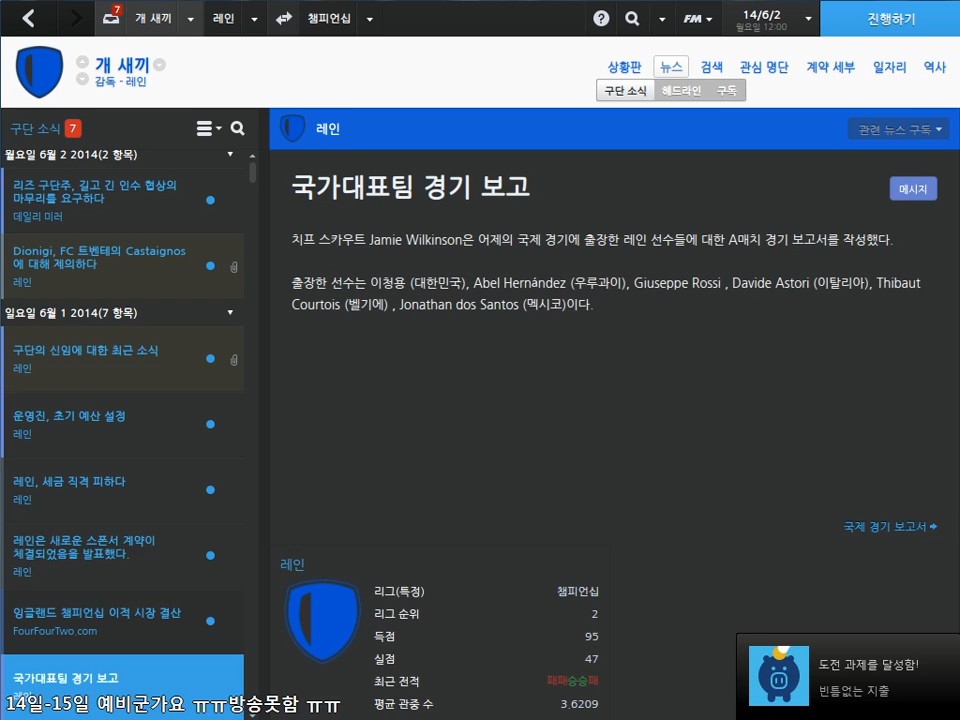 7
개 새끼
레인
챔피언십
?
FM
14/6/2
월요일 12:00
진행하기
개 새끼
감독 - 레인
상황판
뉴스
검색
관심 명단
계약 세부
일자리
역사
구단 소식
헤드라인
구독
구단 소식 7
레인
관련 뉴스 구독
월요일 6월 2 2014(2 항목)
리즈 구단주, 길고 긴 인수 협상의
마무리를 요구하다
데일리 미러
Dionigi, FC 트벤테의 Castaignos
에 대해 제의하다
레인
일요일 6월 1 2014(7 항목)
구단의 신임에 대한 최근 소식
레인
운영진, 초기 예산 설정
레인
레인, 세금 직격 피하다
레인
레인은 새로운 스폰서 계약이
체결되었음을 발표했다.
레인
잉글랜드 챔피언십 이적 시장 결산
FourFourTwo.com
국가대표팀 경기 보고
국가대표팀 경기 보고
메시지
치프 스카우트 Jamie Wilkinson은 어제의 국제 경기에 출장한 레인 선수들에 대한 A매치 경기 보고서를 작성했다.
출장한 선수는 이청용 (대한민국), Abel Hernández (우루과이), Giuseppe Rossi , Davide Astori (이탈리아), Thibaut
Courtois (벨기에) , Jonathan dos Santos (멕시코)이다.
국제 경기 보고서
레인
리그(특정) 챔피언십
리그 순위 2
득점 95
실점 47
최근 전적 패패승승패
평균 관중 수 3.6209
도전 과제를 달성함!
빈틈없는 지출
14일-15일 예비군가요 ㅠㅠ방송못함 ㅠㅠ